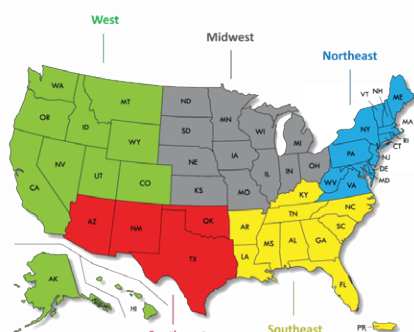 West
Midwest
Northeast
WA
MT
ND
MN
VT
NH
ME
OR
ID
SD
WI
MI
NY
MA
WY
RI
CT
NV
UT
NE
IA
PA
NJ
CA
CO
KS
MO
IL
IN
OH
WV
VA
DE
MD
KY
AZ
NM
OK
AR
TN
NC
SC
TX
LA
MS
AL
GA
FL
AK
HI
PR
Southeast